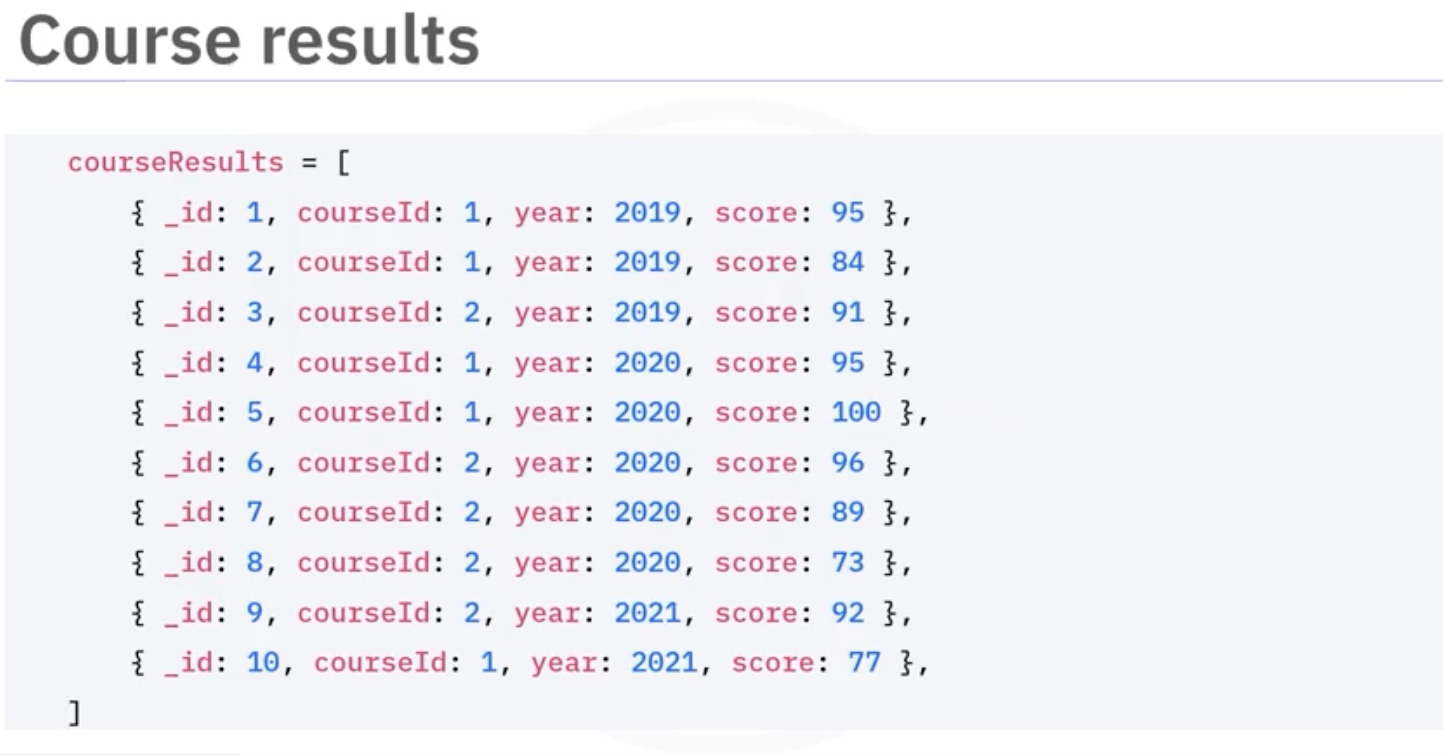 Course results
courseResults = [
{ _id: 1, courseId: 1, year: 2019, score: 95 },
{ _id: 2, courseId: 1, year: 2019, score: 84 },
{ _id: 3, courseId: 2, year: 2019, score: 91 },
{ _id: 4, courseId: 1, year: 2020, score: 95 },
{ _id: 5, courseId: 1, year: 2020, score: 100 },
{ _id: 6, courseId: 2, year: 2020, score: 96 },
{ _id: 7, courseId: 2, year: 2020, score: 89 },
{ _id: 8, courseId: 2, year: 2020, score: 73 },
{ _id: 9, courseId: 2, year: 2021, score: 92 },
{ _id: 10, courseId: 1, year: 2021, score: 77 },
]